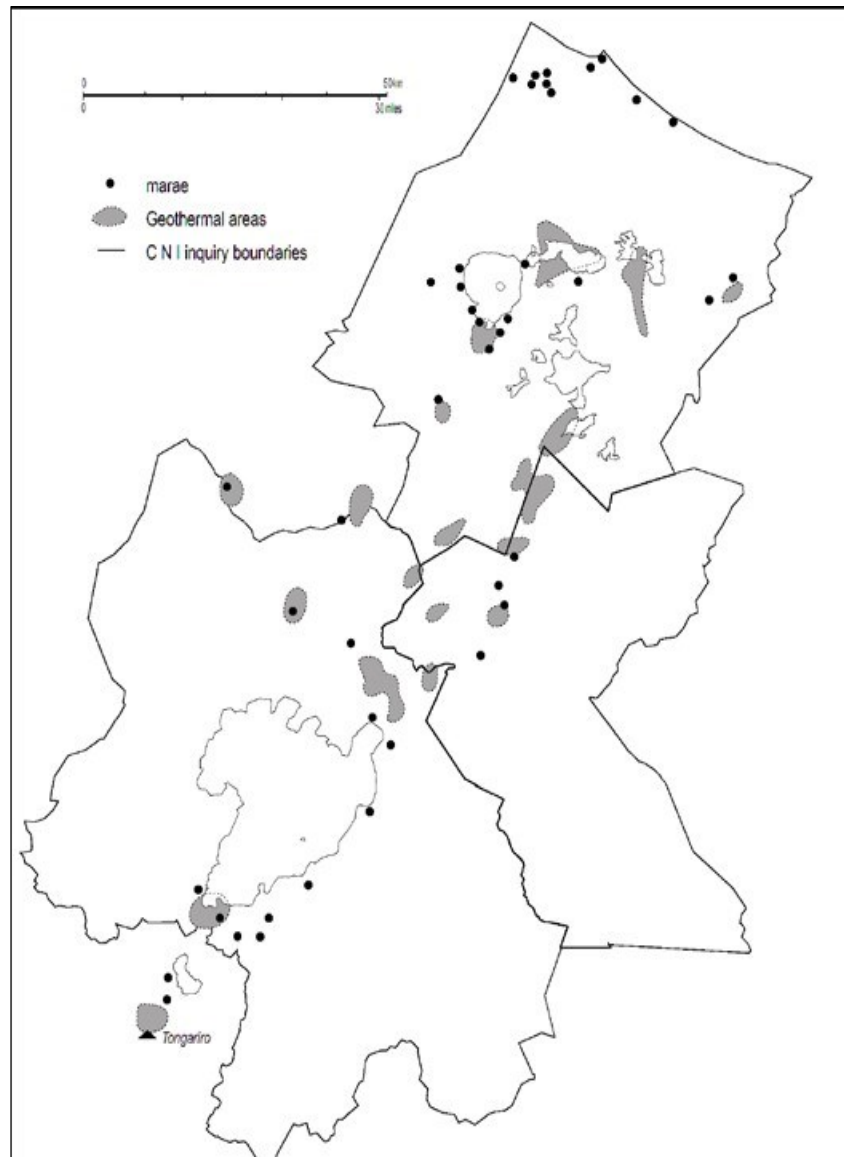 0 50km
0 30 miles
marae
Geothermal areas
C N I inquiry boundaries
Tongariro